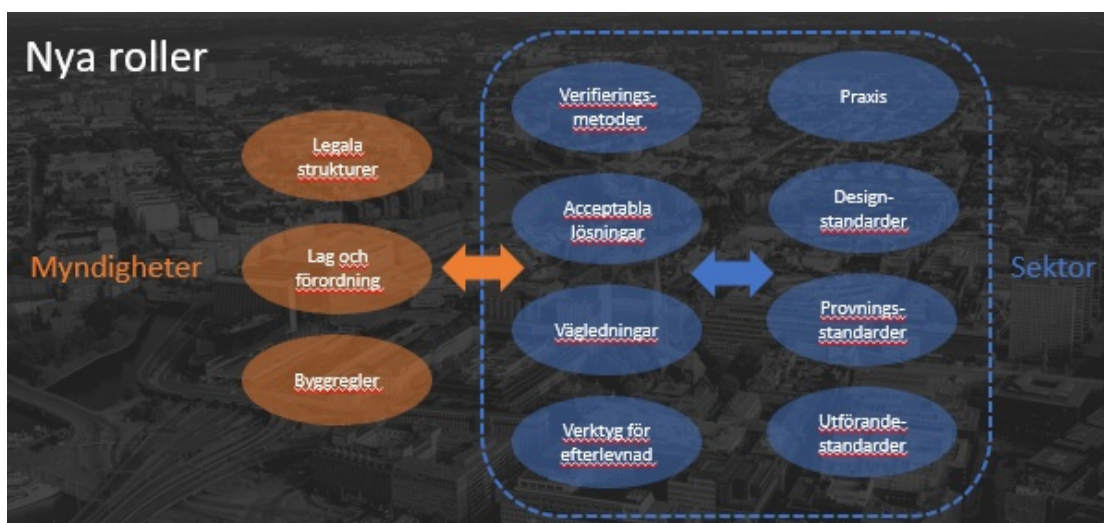 Nya roller
Myndigheter
Legala
strukturer
Lag och
förordning
Byggregler
Verifierings-
metoder
Acceptabla
lösningar
Vägledningar
Verktyg för
efterlevnad
Praxis
Design-
standarder
Provnings-
standarder
Utförande-
standarder
Sektor